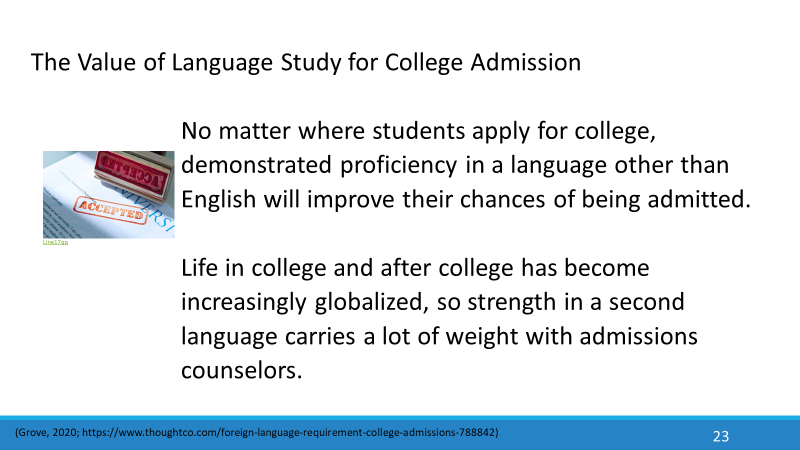 The Value of Language Study for College Admission
No matter where students apply for college,
demonstrated proficiency in a language other than
English will improve their chances of being admitted.
ACCEPTED
Life in college and after college has become
increasingly globalized, so strength in a second
language carries a lot of weight with admissions
counselors.
(Grove, 2020; https://www.thoughtco.com/foreign-language-requirement-college-admissions-788842)
23